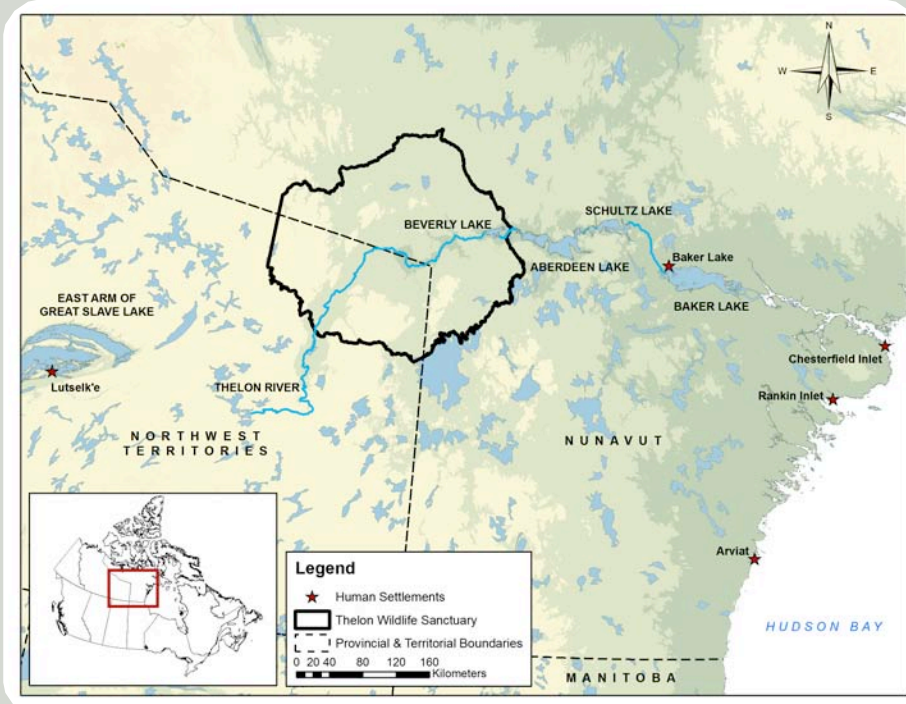 N
W E
S
SCHULTZ LAKE
BEVERLY LAKE
Baker Lake
ABERDEEN LAKE
EAST ARM OF
GREAT SLAVE LAKE
BAKER LAKE
Chesterfield Inlet
Lutselk'e
THELON RIVER
Rankin Inlet
NORTHWEST
TERRITORIES
NUNAVUT
Arviat
Legend
Human Settlements
Thelon Wildlife Sanctuary
Provincial & Territorial Boundaries
0 20 40 80 120 160
Kilometers
HUDSON BAY
MANITOBA